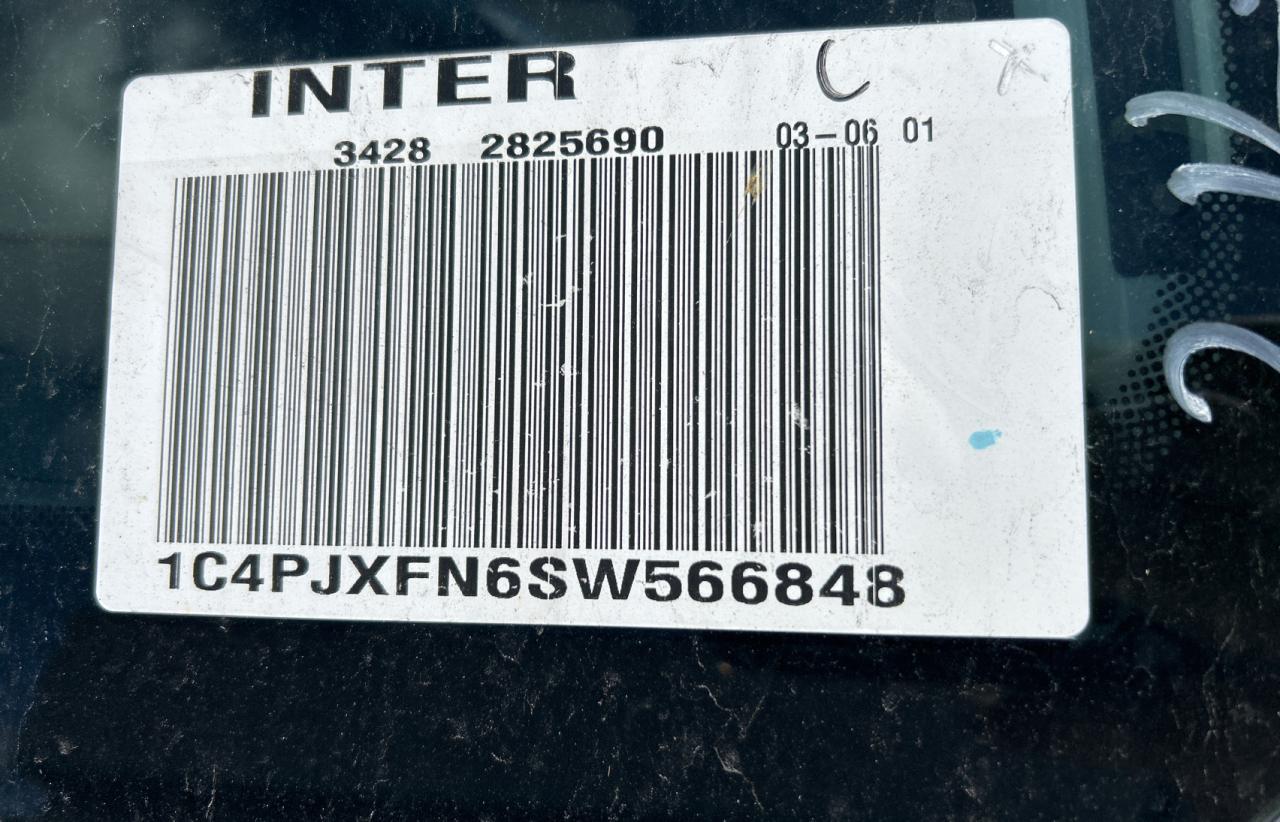 INTER C
3428 2825690 03-06 01
1C4PJXFN6SW566848